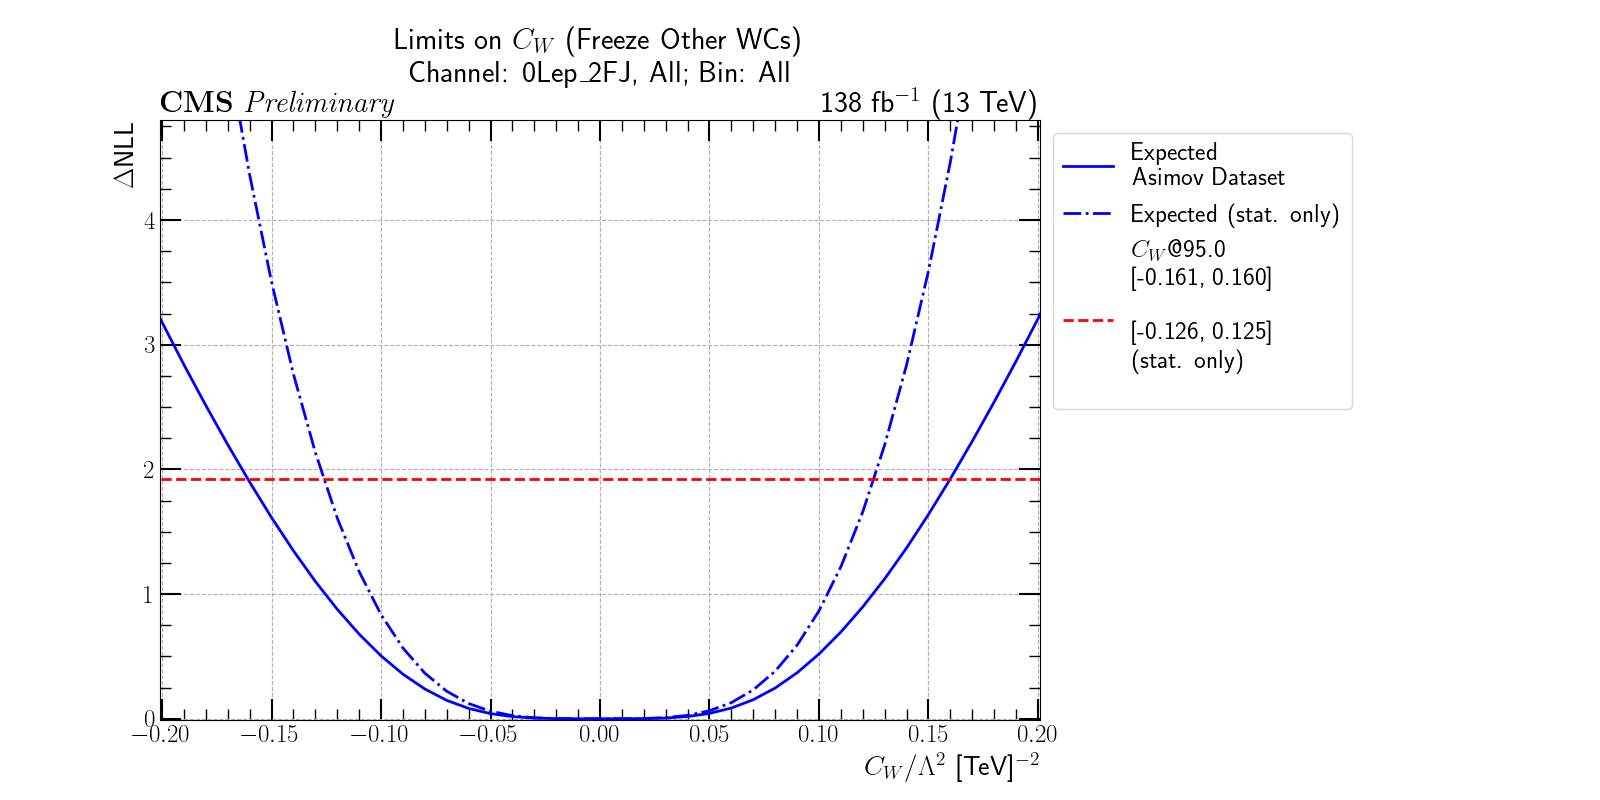 Limits on C_W (Freeze Other WCs)
Channel: 0Lep_2FJ, All; Bin: All
CMS Preliminary
138 fb⁻¹ (13 TeV)
ΔNLL
4
3
2
1
0
−0.20 −0.15 −0.10 −0.05 0.00 0.05 0.10 0.15 0.20
C_W/Λ² [TeV]⁻²
Expected
Asimov Dataset
Expected (stat. only)
C_W@95.0
[-0.161, 0.160]
[-0.126, 0.125]
(stat. only)